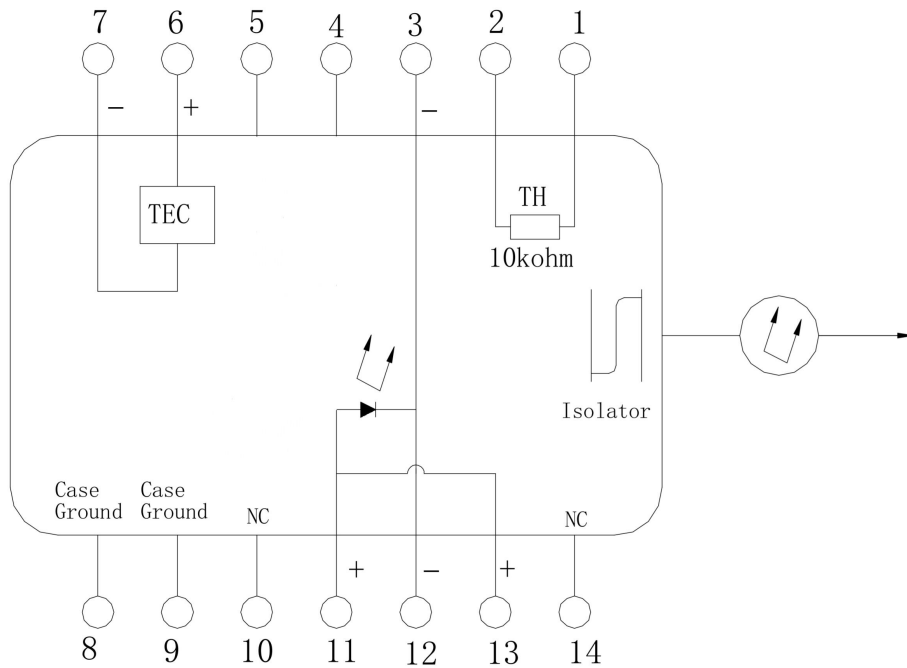 7 6 5 4 3 2 1
− + −
TH
TEC
10kohm
Isolator
Case Ground
Case Ground
NC
NC
+ − +
8 9 10 11 12 13 14